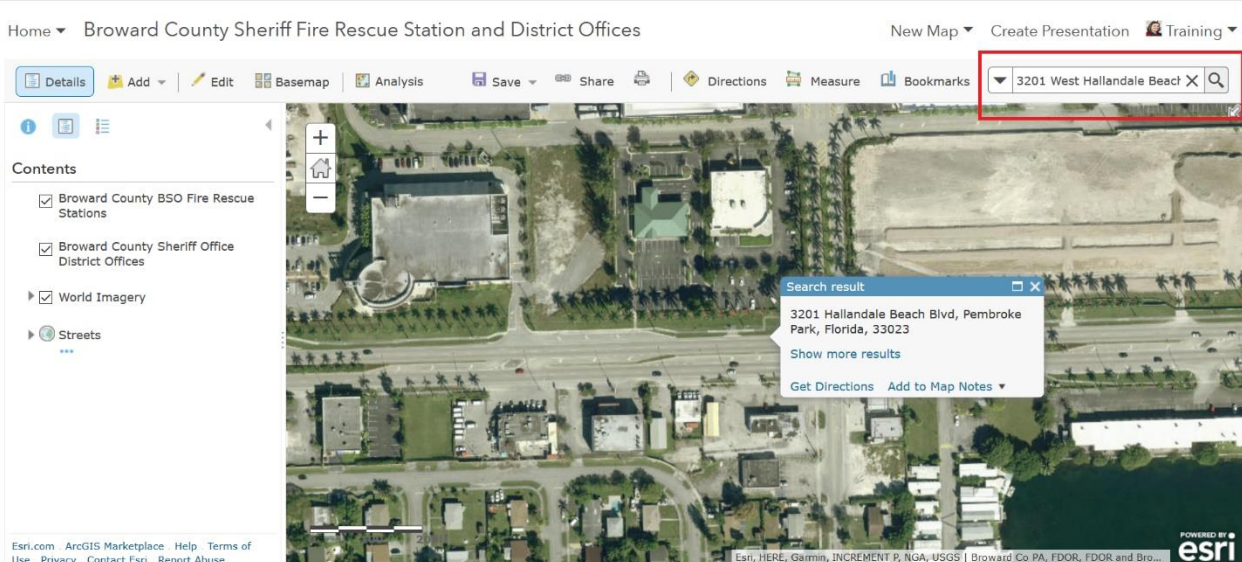 Home Broward County Sheriff Fire Rescue Station and District Offices New Map Create Presentation Training
Details Add Edit Basemap Analysis Save Share Directions Measure Bookmarks 3201 West Hallandale Beach
Contents
Broward County BSO Fire Rescue
Stations
Broward County Sheriff Office
District Offices
World Imagery
Streets
Search result
3201 Hallandale Beach Blvd, Pembroke
Park, Florida, 33023
Show more results
Get Directions Add to Map Notes
Esri.com . ArcGIS Marketplace . Help . Terms of
Use . Privacy . Contact Esri . Report Abuse
Esri, HERE, Garmin, INCREMENT P, NGA, USGS | Broward Co PA, FDOR, FDOR and Bro...
POWERED BY
esri